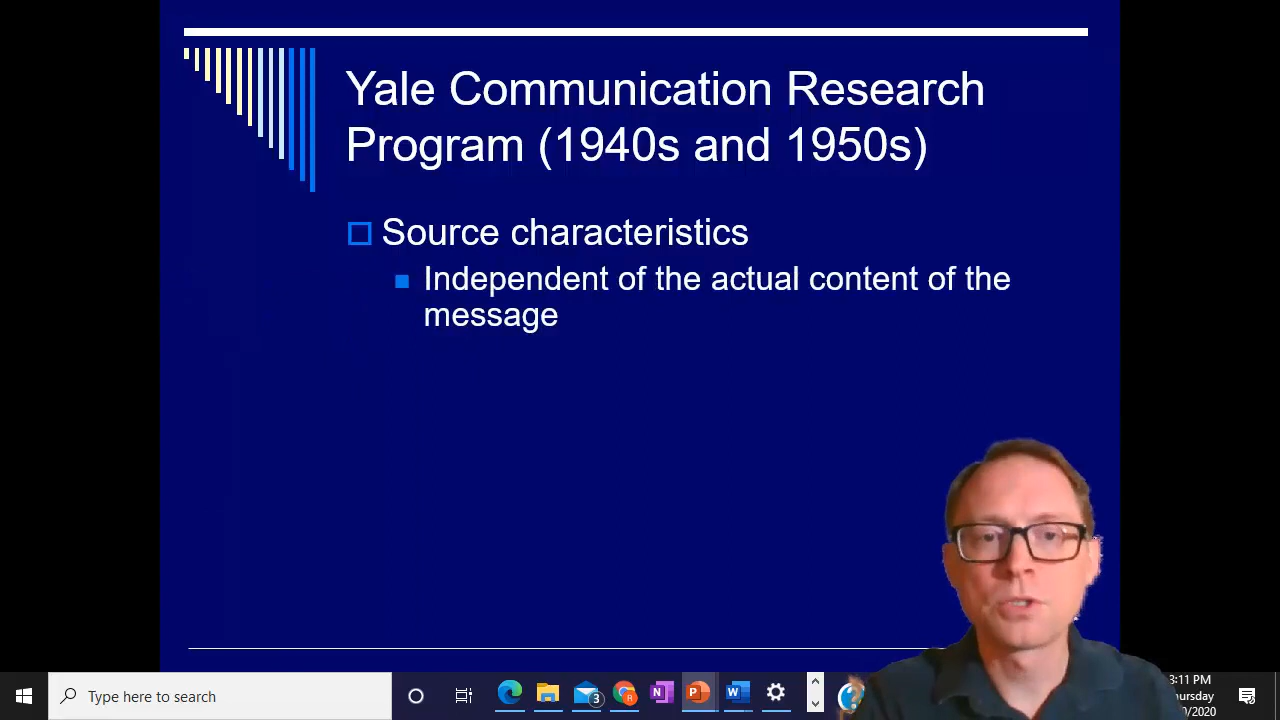 Yale Communication Research
Program (1940s and 1950s)
Source characteristics
Independent of the actual content of the
message
Type here to search
3
R
N
P
W
3:11 PM
/2020